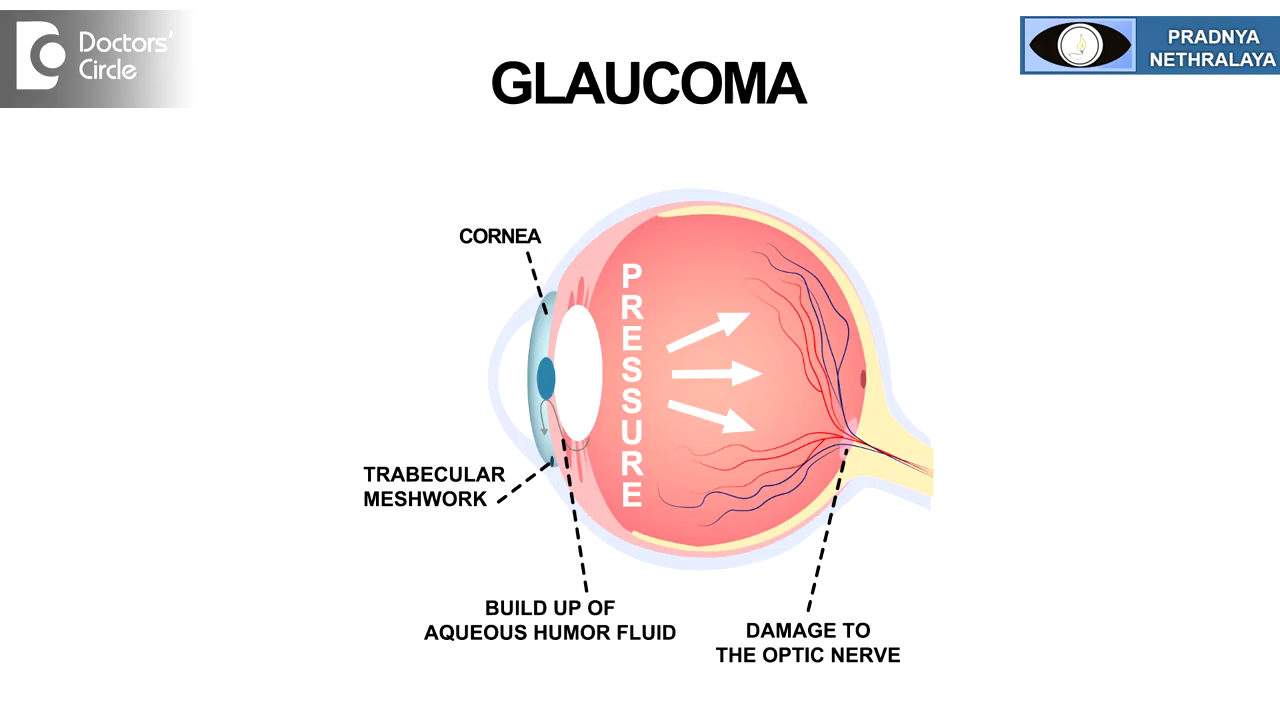 Doctors'
Circle
PRADNYA
NETHRALAYA
GLAUCOMA
CORNEA
PRESSURE
TRABECULAR
MESHWORK
BUILD UP OF
AQUEOUS HUMOR FLUID
DAMAGE TO
THE OPTIC NERVE